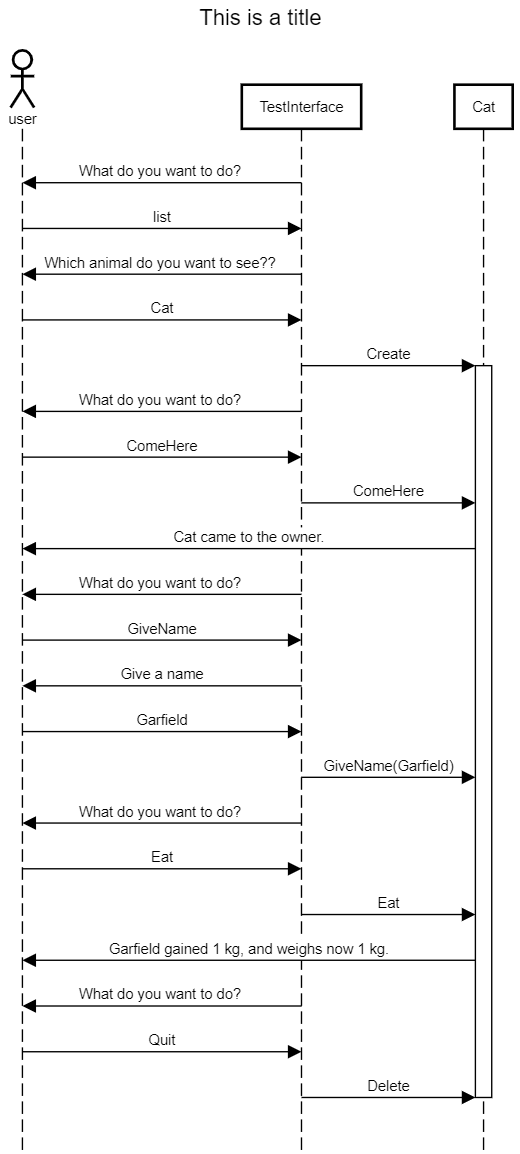 This is a title
user
TestInterface
Cat
What do you want to do?
list
Which animal do you want to see??
Cat
Create
What do you want to do?
ComeHere
ComeHere
Cat came to the owner.
What do you want to do?
GiveName
Give a name
Garfield
GiveName(Garfield)
What do you want to do?
Eat
Eat
Garfield gained 1 kg, and weighs now 1 kg.
What do you want to do?
Quit
Delete